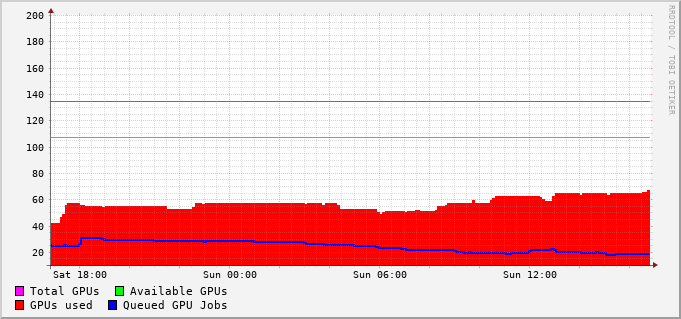 200
180
160
140
120
100
80
60
40
20
Sat 18:00 Sun 00:00 Sun 06:00 Sun 12:00
Total GPUs Available GPUs
GPUs used Queued GPU Jobs
RRDTOOL / TOBI OETIKER